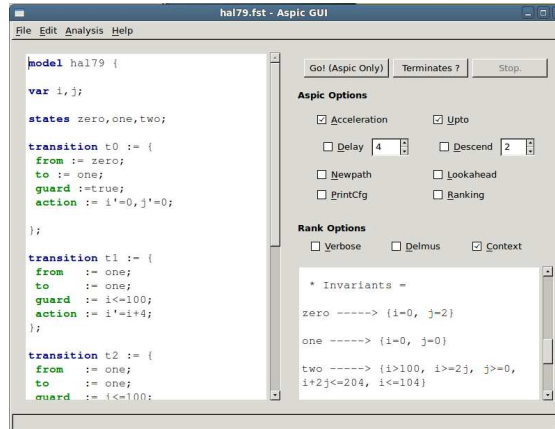 hal79.fst - Aspic GUI
File Edit Analysis Help
model hal79 {
var i,j;
states zero,one,two;
transition t0 := {
from := zero;
to := one;
guard :=true;
action := i'=0,j'=0;
};
transition t1 := {
from := one;
to := one;
guard := i<=100;
action := i'=i+4;
};
transition t2 := {
from := one;
to := one;
guard := i<=100;
Go! (Aspic Only) Terminates ? Stop.
Aspic Options
Acceleration Upto
Delay 4 Descend 2
Newpath Lookahead
PrintCfg Ranking
Rank Options
Verbose Delmus Context
* Invariants =
zero -----> {i=0, j=2}
one -----> {i=0, j=0}
two -----> {i>100, i>=2j, j>=0,
i+2j<=204, i<=104}